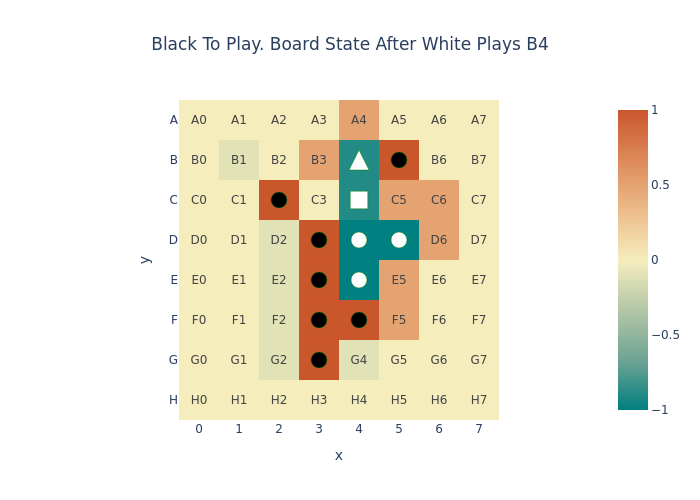 Black To Play. Board State After White Plays B4
A A0 A1 A2 A3 A4 A5 A6 A7
B B0 B1 B2 B3 B6 B7
C C0 C1 C3 C5 C6 C7
D D0 D1 D2 D6 D7
E E0 E1 E2 E5 E6 E7
F F0 F1 F2 F5 F6 F7
G G0 G1 G2 G4 G5 G6 G7
H H0 H1 H2 H3 H4 H5 H6 H7
0 1 2 3 4 5 6 7
x
y
1
0.5
0
−0.5
−1